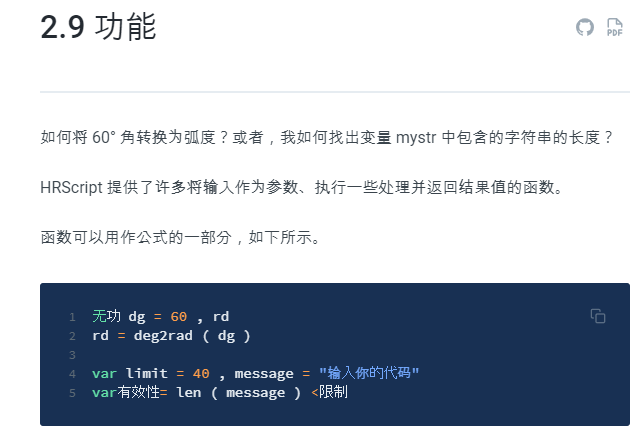 2.9 功能
PDF
如何将 60° 角转换为弧度？或者，我如何找出变量 mystr 中包含的字符串的长度？
HRScript 提供了许多将输入作为参数、执行一些处理并返回结果值的函数。
函数可以用作公式的一部分，如下所示。
1 无功 dg = 60 , rd
2 rd = deg2rad ( dg )
3
4 var limit = 40 , message = "输入你的代码"
5 var有效性= len ( message ) <限制